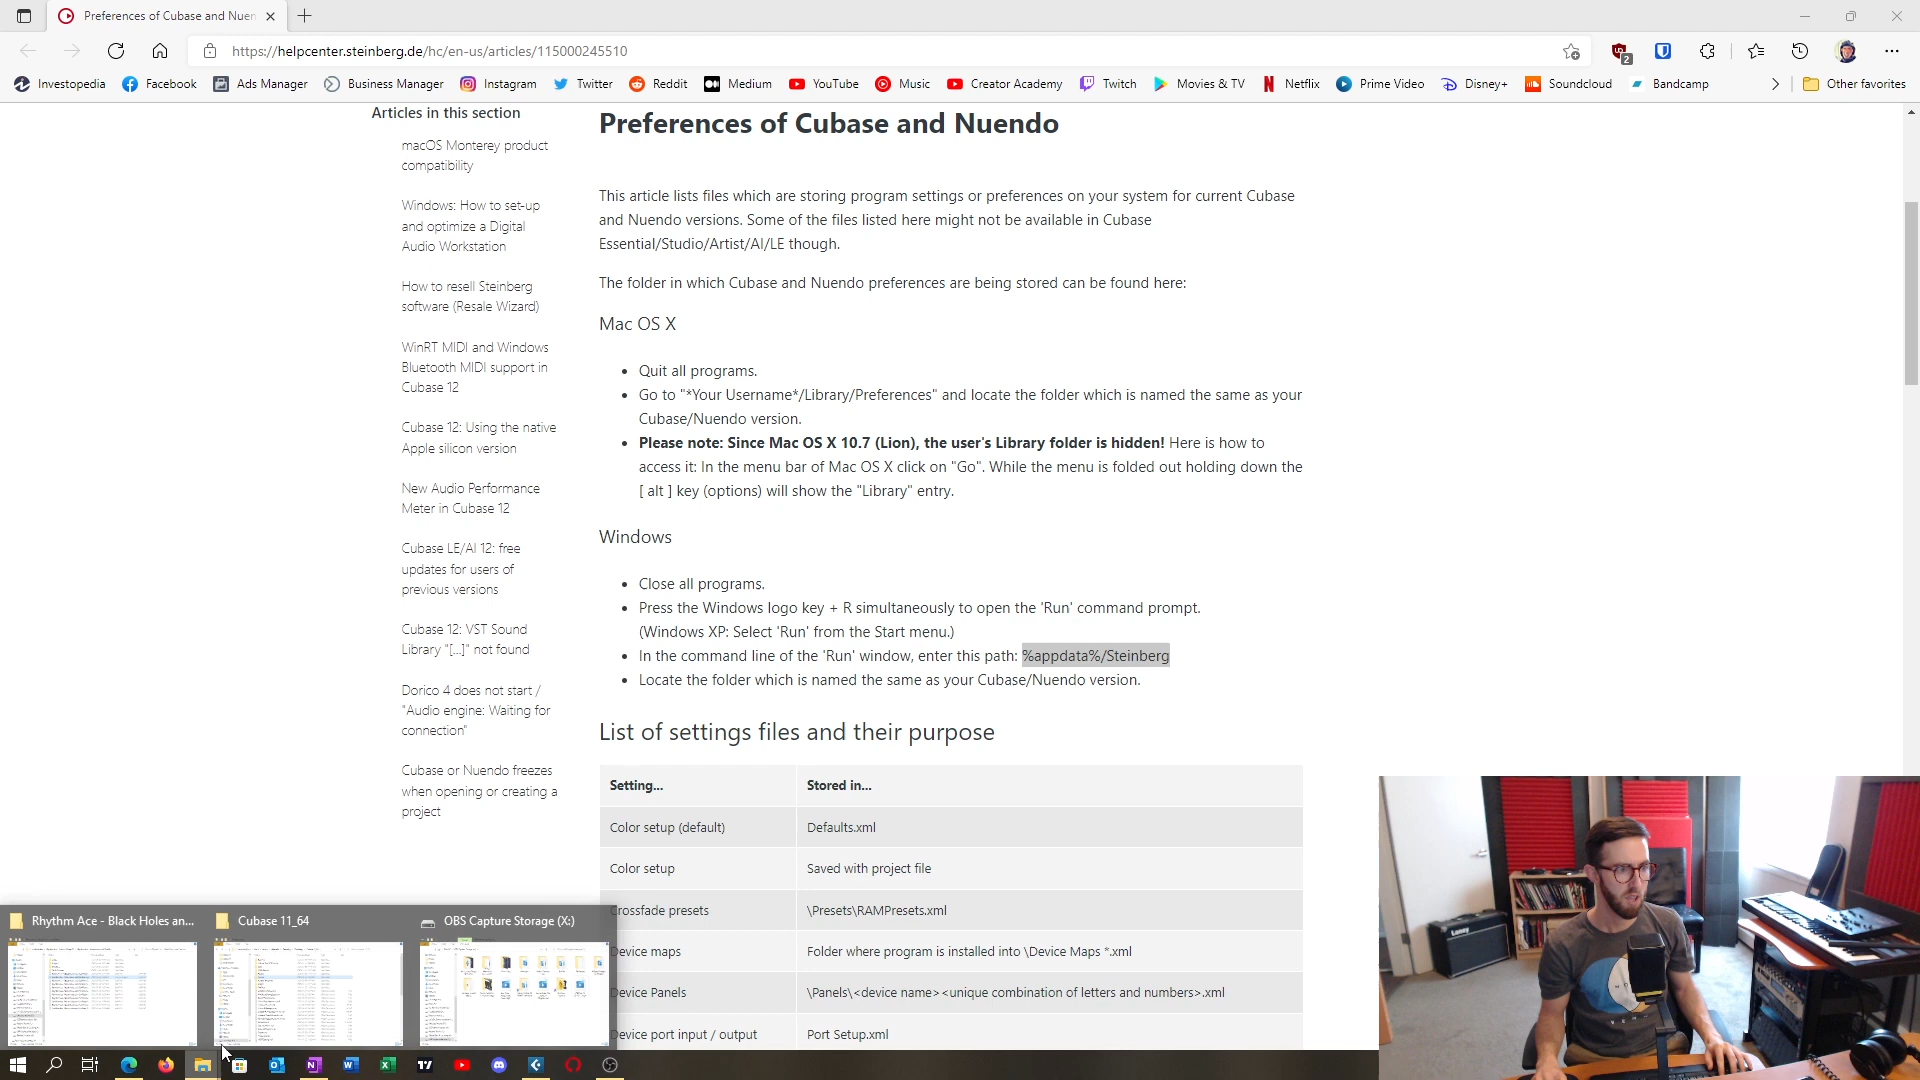 Preferences of Cubase and Nuen
https://helpcenter.steinberg.de/hc/en-us/articles/115000245510
2
Investopedia
Facebook
Ads Manager
Business Manager
Instagram
Twitter
Reddit
Medium
YouTube
Music
Creator Academy
Twitch
Movies & TV
Netflix
Prime Video
Disney+
Soundcloud
Bandcamp
Other favorites
Articles in this section
macOS Monterey product
compatibility
Windows: How to set-up
and optimize a Digital
Audio Workstation
How to resell Steinberg
software (Resale Wizard)
WinRT MIDI and Windows
Bluetooth MIDI support in
Cubase 12
Cubase 12: Using the native
Apple silicon version
New Audio Performance
Meter in Cubase 12
Cubase LE/AI 12: free
updates for users of
previous versions
Cubase 12: VST Sound
Library "[...]" not found
Dorico 4 does not start /
"Audio engine: Waiting for
connection"
Cubase or Nuendo freezes
when opening or creating a
project
Preferences of Cubase and Nuendo
This article lists files which are storing program settings or preferences on your system for current Cubase
and Nuendo versions. Some of the files listed here might not be available in Cubase
Essential/Studio/Artist/AI/LE though.
The folder in which Cubase and Nuendo preferences are being stored can be found here:
Mac OS X
• Quit all programs.
• Go to "*Your Username*/Library/Preferences" and locate the folder which is named the same as your
Cubase/Nuendo version.
• Please note: Since Mac OS X 10.7 (Lion), the user's Library folder is hidden! Here is how to
access it: In the menu bar of Mac OS X click on "Go". While the menu is folded out holding down the
[ alt ] key (options) will show the "Library" entry.
Windows
• Close all programs.
• Press the Windows logo key + R simultaneously to open the 'Run' command prompt.
(Windows XP: Select 'Run' from the Start menu.)
• In the command line of the 'Run' window, enter this path: %appdata%/Steinberg
• Locate the folder which is named the same as your Cubase/Nuendo version.
List of settings files and their purpose
Setting... Stored in...
Color setup (default) Defaults.xml
Color setup Saved with project file
Crossfade presets \Presets\RAMPresets.xml
Device maps Folder where program is installed into \Device Maps *.xml
Device Panels \Panels\<device name><unique combination of letters and numbers>.xml
Device port input / output Port Setup.xml
Rhythm Ace - Black Holes an...
Cubase 11_64
OBS Capture Storage (X:)
Laney